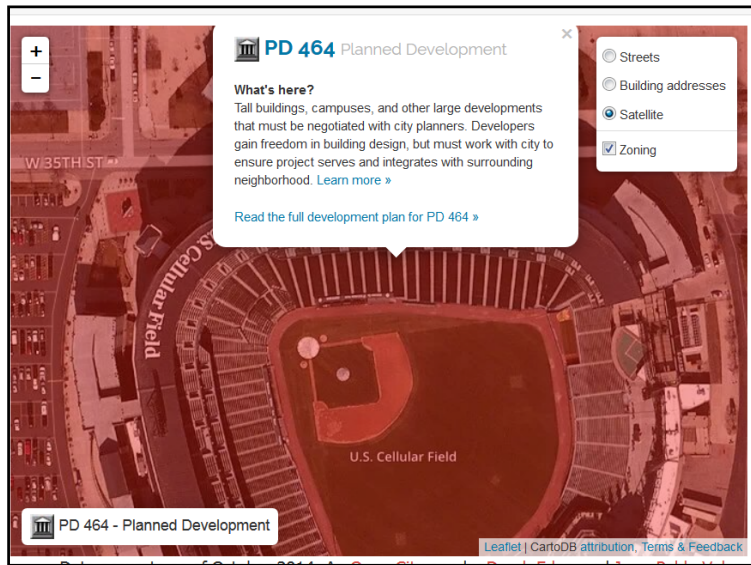 +
−
PD 464 Planned Development
×
What's here?
Tall buildings, campuses, and other large developments
that must be negotiated with city planners. Developers
gain freedom in building design, but must work with city to
ensure project serves and integrates with surrounding
neighborhood. Learn more »
Read the full development plan for PD 464 »
Streets
Building addresses
Satellite
Zoning
W 35TH ST
U.S. Cellular Field
U.S. Cellular Field
PD 464 - Planned Development
Leaflet | CartoDB attribution, Terms & Feedback